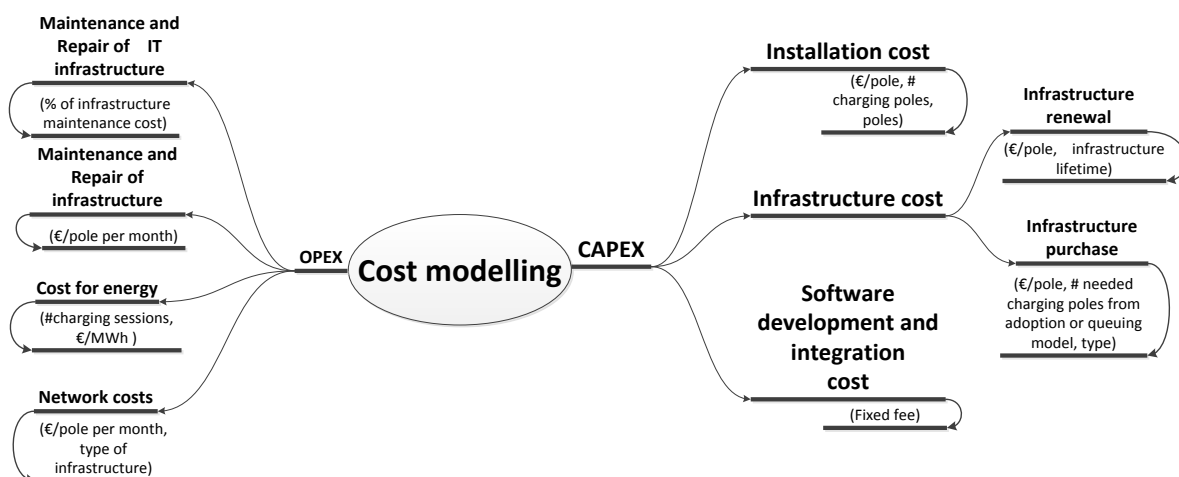 Maintenance and
Repair of IT
infrastructure
(% of infrastructure
maintenance cost)
Maintenance and
Repair of
infrastructure
(€/pole per month)
Cost for energy
(#charging sessions,
€/MWh )
Network costs
(€/pole per month,
type of
infrastructure)
OPEX
Cost modelling
CAPEX
Installation cost
(€/pole, #
charging poles,
poles)
Infrastructure cost
Infrastructure
renewal
(€/pole, infrastructure
lifetime)
Infrastructure
purchase
(€/pole, # needed
charging poles from
adoption or queuing
model, type)
Software
development and
integration
cost
(Fixed fee)